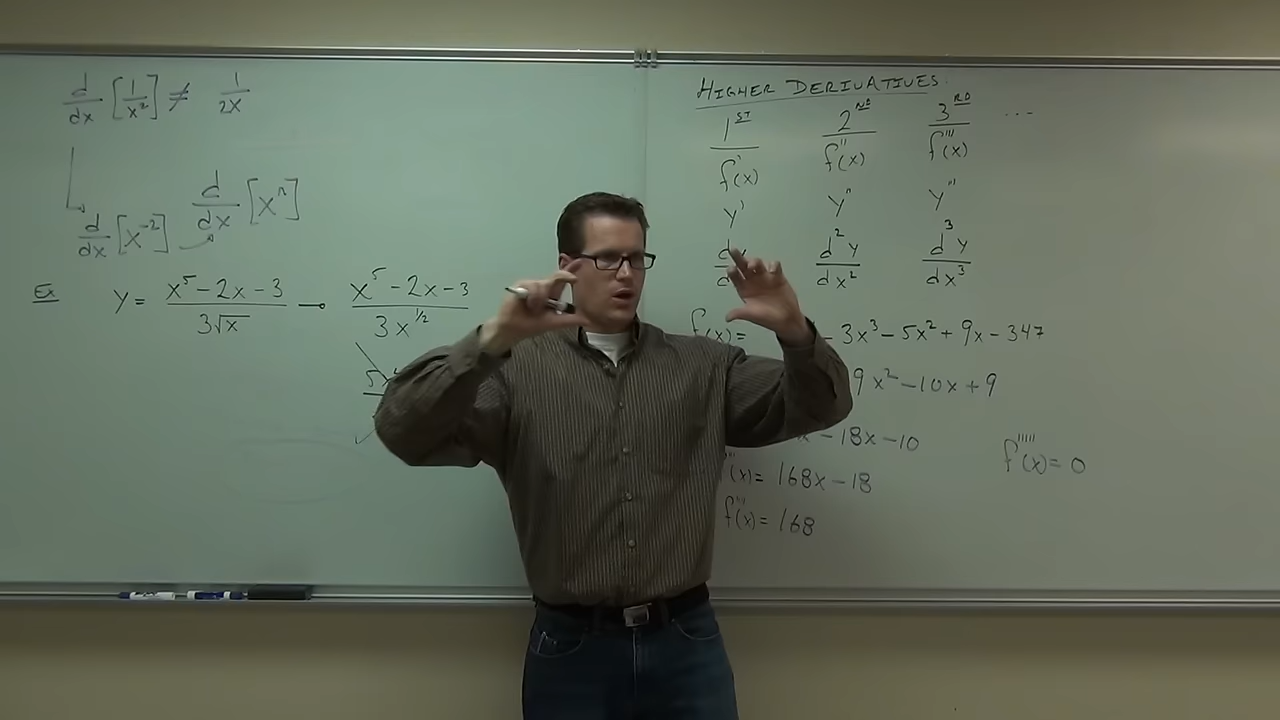 d/dx [1/x²] ≠ 1/2x
d/dx [xⁿ]
d/dx [x⁻²]
Ex y = (x⁵ - 2x - 3)/(3√x) — (x⁵ - 2x - 3)/(3x^(1/2))
5x
HIGHER DERIVATIVES
1ST 2ND 3RD ...
f'(x) f''(x) f'''(x)
y' y'' y'''
d²y/dx² d³y/dx³
f(x) = - 3x³ - 5x² + 9x - 347
9x² - 10x + 9
- 18x - 10
f'''''(x) = 0
(x) = 168x - 18
f''''(x) = 168